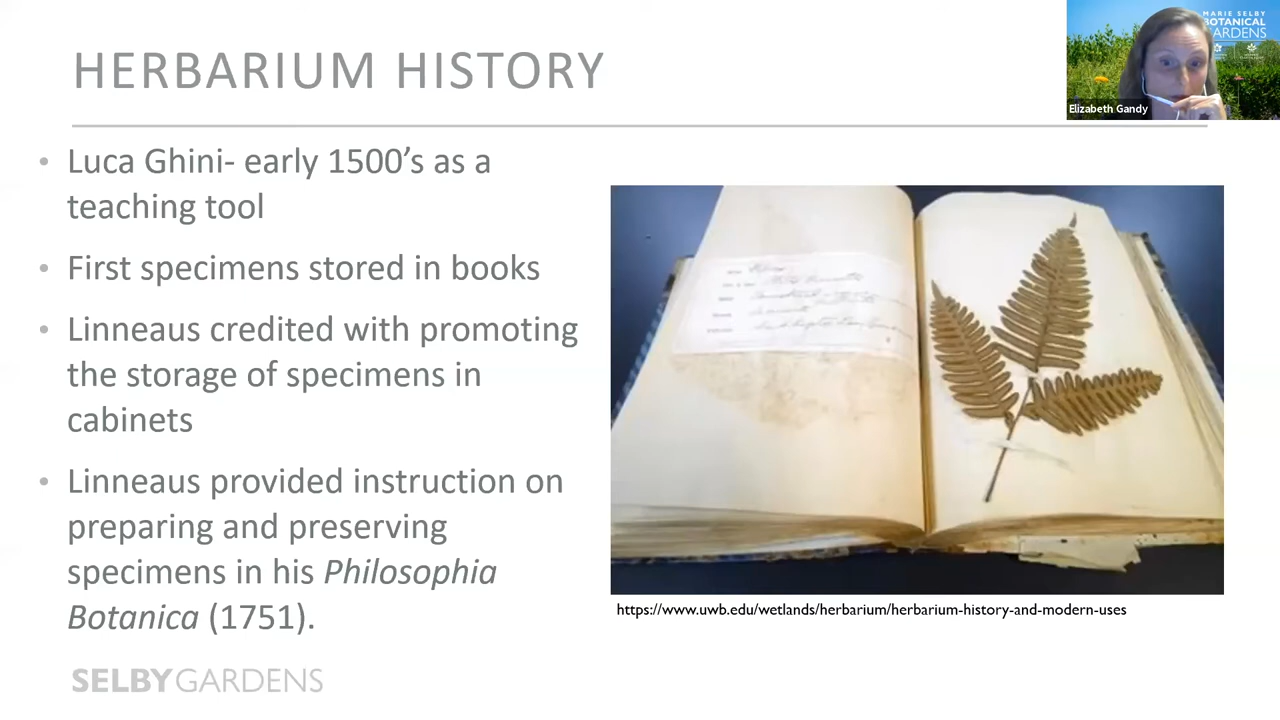 HERBARIUM HISTORY
MARIE SELBY
BOTANICAL
GARDENS
Elizabeth Gandy
• Luca Ghini- early 1500’s as a
teaching tool
• First specimens stored in books
• Linneaus credited with promoting
the storage of specimens in
cabinets
• Linneaus provided instruction on
preparing and preserving
specimens in his Philosophia
Botanica (1751).
https://www.uwb.edu/wetlands/herbarium/herbarium-history-and-modern-uses
SELBYGARDENS